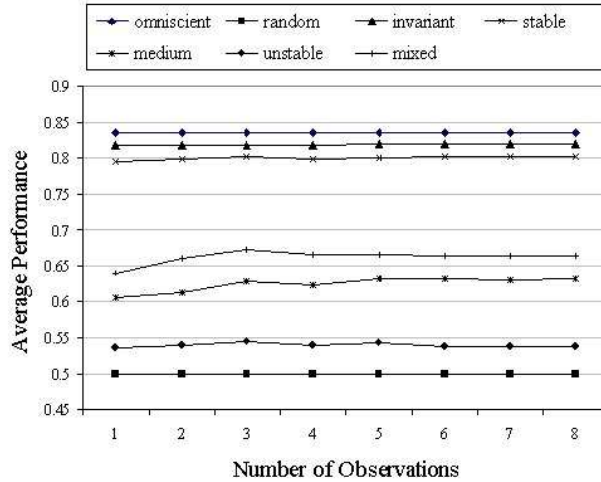 omniscient random invariant stable
medium unstable mixed
0.9
0.85
0.8
0.75
0.7
0.65
0.6
0.55
0.5
0.45
Average Performance
1 2 3 4 5 6 7 8
Number of Observations